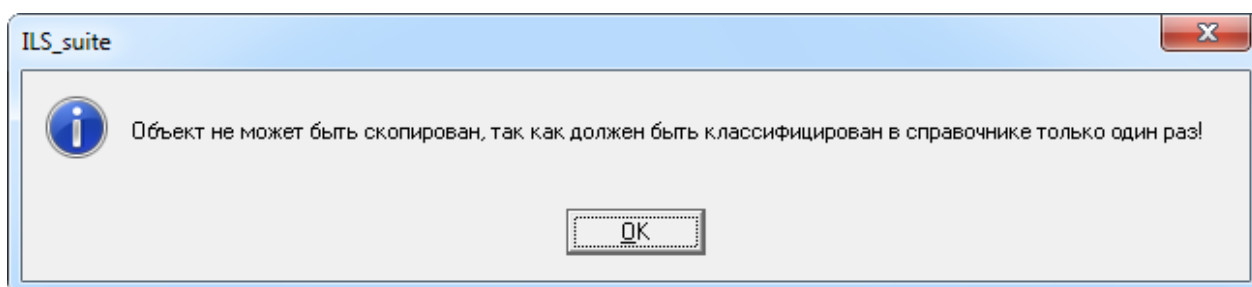 ILS_suite
Объект не может быть скопирован, так как должен быть классифицирован в справочнике только один раз!
OK